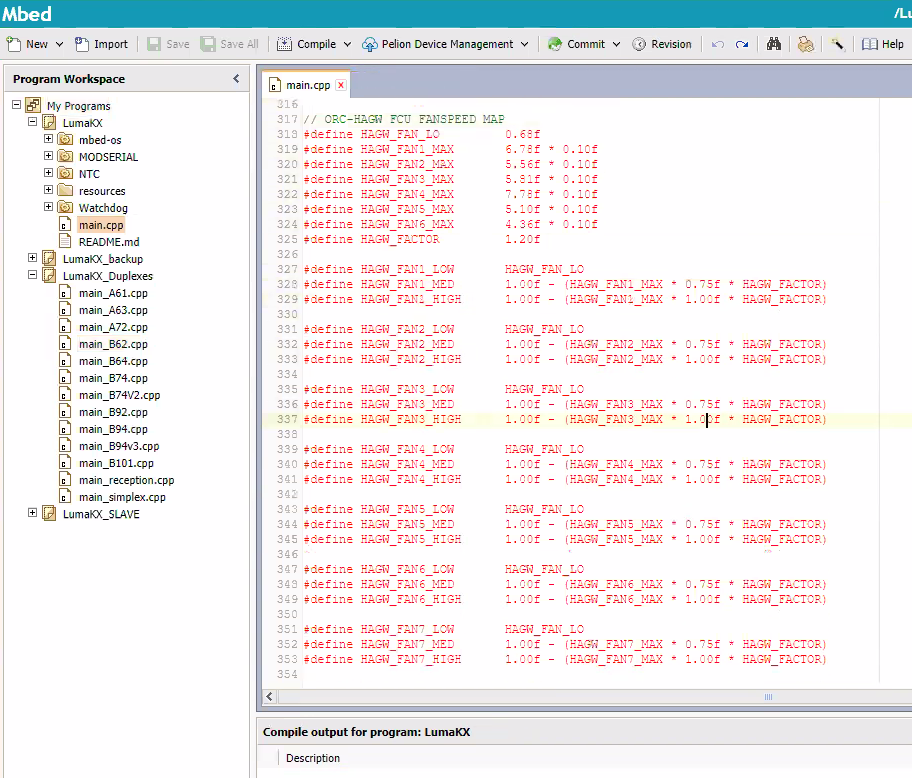 Mbed
/Lu
New
Import
Save
Save All
Compile
Pelion Device Management
Commit
Revision
Help
Program Workspace
My Programs
LumaKX
mbed-os
MODSERIAL
NTC
resources
Watchdog
main.cpp
README.md
LumaKX_backup
LumaKX_Duplexes
main_A61.cpp
main_A63.cpp
main_A72.cpp
main_B62.cpp
main_B64.cpp
main_B74.cpp
main_B74V2.cpp
main_B92.cpp
main_B94.cpp
main_B94v3.cpp
main_B101.cpp
main_reception.cpp
main_simplex.cpp
LumaKX_SLAVE
main.cpp
316
317 // ORC-HAGW FCU FANSPEED MAP
318 #define HAGW_FAN_LO 0.68f
319 #define HAGW_FAN1_MAX 6.78f * 0.10f
320 #define HAGW_FAN2_MAX 5.56f * 0.10f
321 #define HAGW_FAN3_MAX 5.81f * 0.10f
322 #define HAGW_FAN4_MAX 7.78f * 0.10f
323 #define HAGW_FAN5_MAX 5.10f * 0.10f
324 #define HAGW_FAN6_MAX 4.36f * 0.10f
325 #define HAGW_FACTOR 1.20f
326
327 #define HAGW_FAN1_LOW HAGW_FAN_LO
328 #define HAGW_FAN1_MED 1.00f - (HAGW_FAN1_MAX * 0.75f * HAGW_FACTOR)
329 #define HAGW_FAN1_HIGH 1.00f - (HAGW_FAN1_MAX * 1.00f * HAGW_FACTOR)
330
331 #define HAGW_FAN2_LOW HAGW_FAN_LO
332 #define HAGW_FAN2_MED 1.00f - (HAGW_FAN2_MAX * 0.75f * HAGW_FACTOR)
333 #define HAGW_FAN2_HIGH 1.00f - (HAGW_FAN2_MAX * 1.00f * HAGW_FACTOR)
334
335 #define HAGW_FAN3_LOW HAGW_FAN_LO
336 #define HAGW_FAN3_MED 1.00f - (HAGW_FAN3_MAX * 0.75f * HAGW_FACTOR)
337 #define HAGW_FAN3_HIGH 1.00f - (HAGW_FAN3_MAX * 1.00f * HAGW_FACTOR)
338
339 #define HAGW_FAN4_LOW HAGW_FAN_LO
340 #define HAGW_FAN4_MED 1.00f - (HAGW_FAN4_MAX * 0.75f * HAGW_FACTOR)
341 #define HAGW_FAN4_HIGH 1.00f - (HAGW_FAN4_MAX * 1.00f * HAGW_FACTOR)
342
343 #define HAGW_FAN5_LOW HAGW_FAN_LO
344 #define HAGW_FAN5_MED 1.00f - (HAGW_FAN5_MAX * 0.75f * HAGW_FACTOR)
345 #define HAGW_FAN5_HIGH 1.00f - (HAGW_FAN5_MAX * 1.00f * HAGW_FACTOR)
346
347 #define HAGW_FAN6_LOW HAGW_FAN_LO
348 #define HAGW_FAN6_MED 1.00f - (HAGW_FAN6_MAX * 0.75f * HAGW_FACTOR)
349 #define HAGW_FAN6_HIGH 1.00f - (HAGW_FAN6_MAX * 1.00f * HAGW_FACTOR)
350
351 #define HAGW_FAN7_LOW HAGW_FAN_LO
352 #define HAGW_FAN7_MED 1.00f - (HAGW_FAN7_MAX * 0.75f * HAGW_FACTOR)
353 #define HAGW_FAN7_HIGH 1.00f - (HAGW_FAN7_MAX * 1.00f * HAGW_FACTOR)
354
Compile output for program: LumaKX
Description